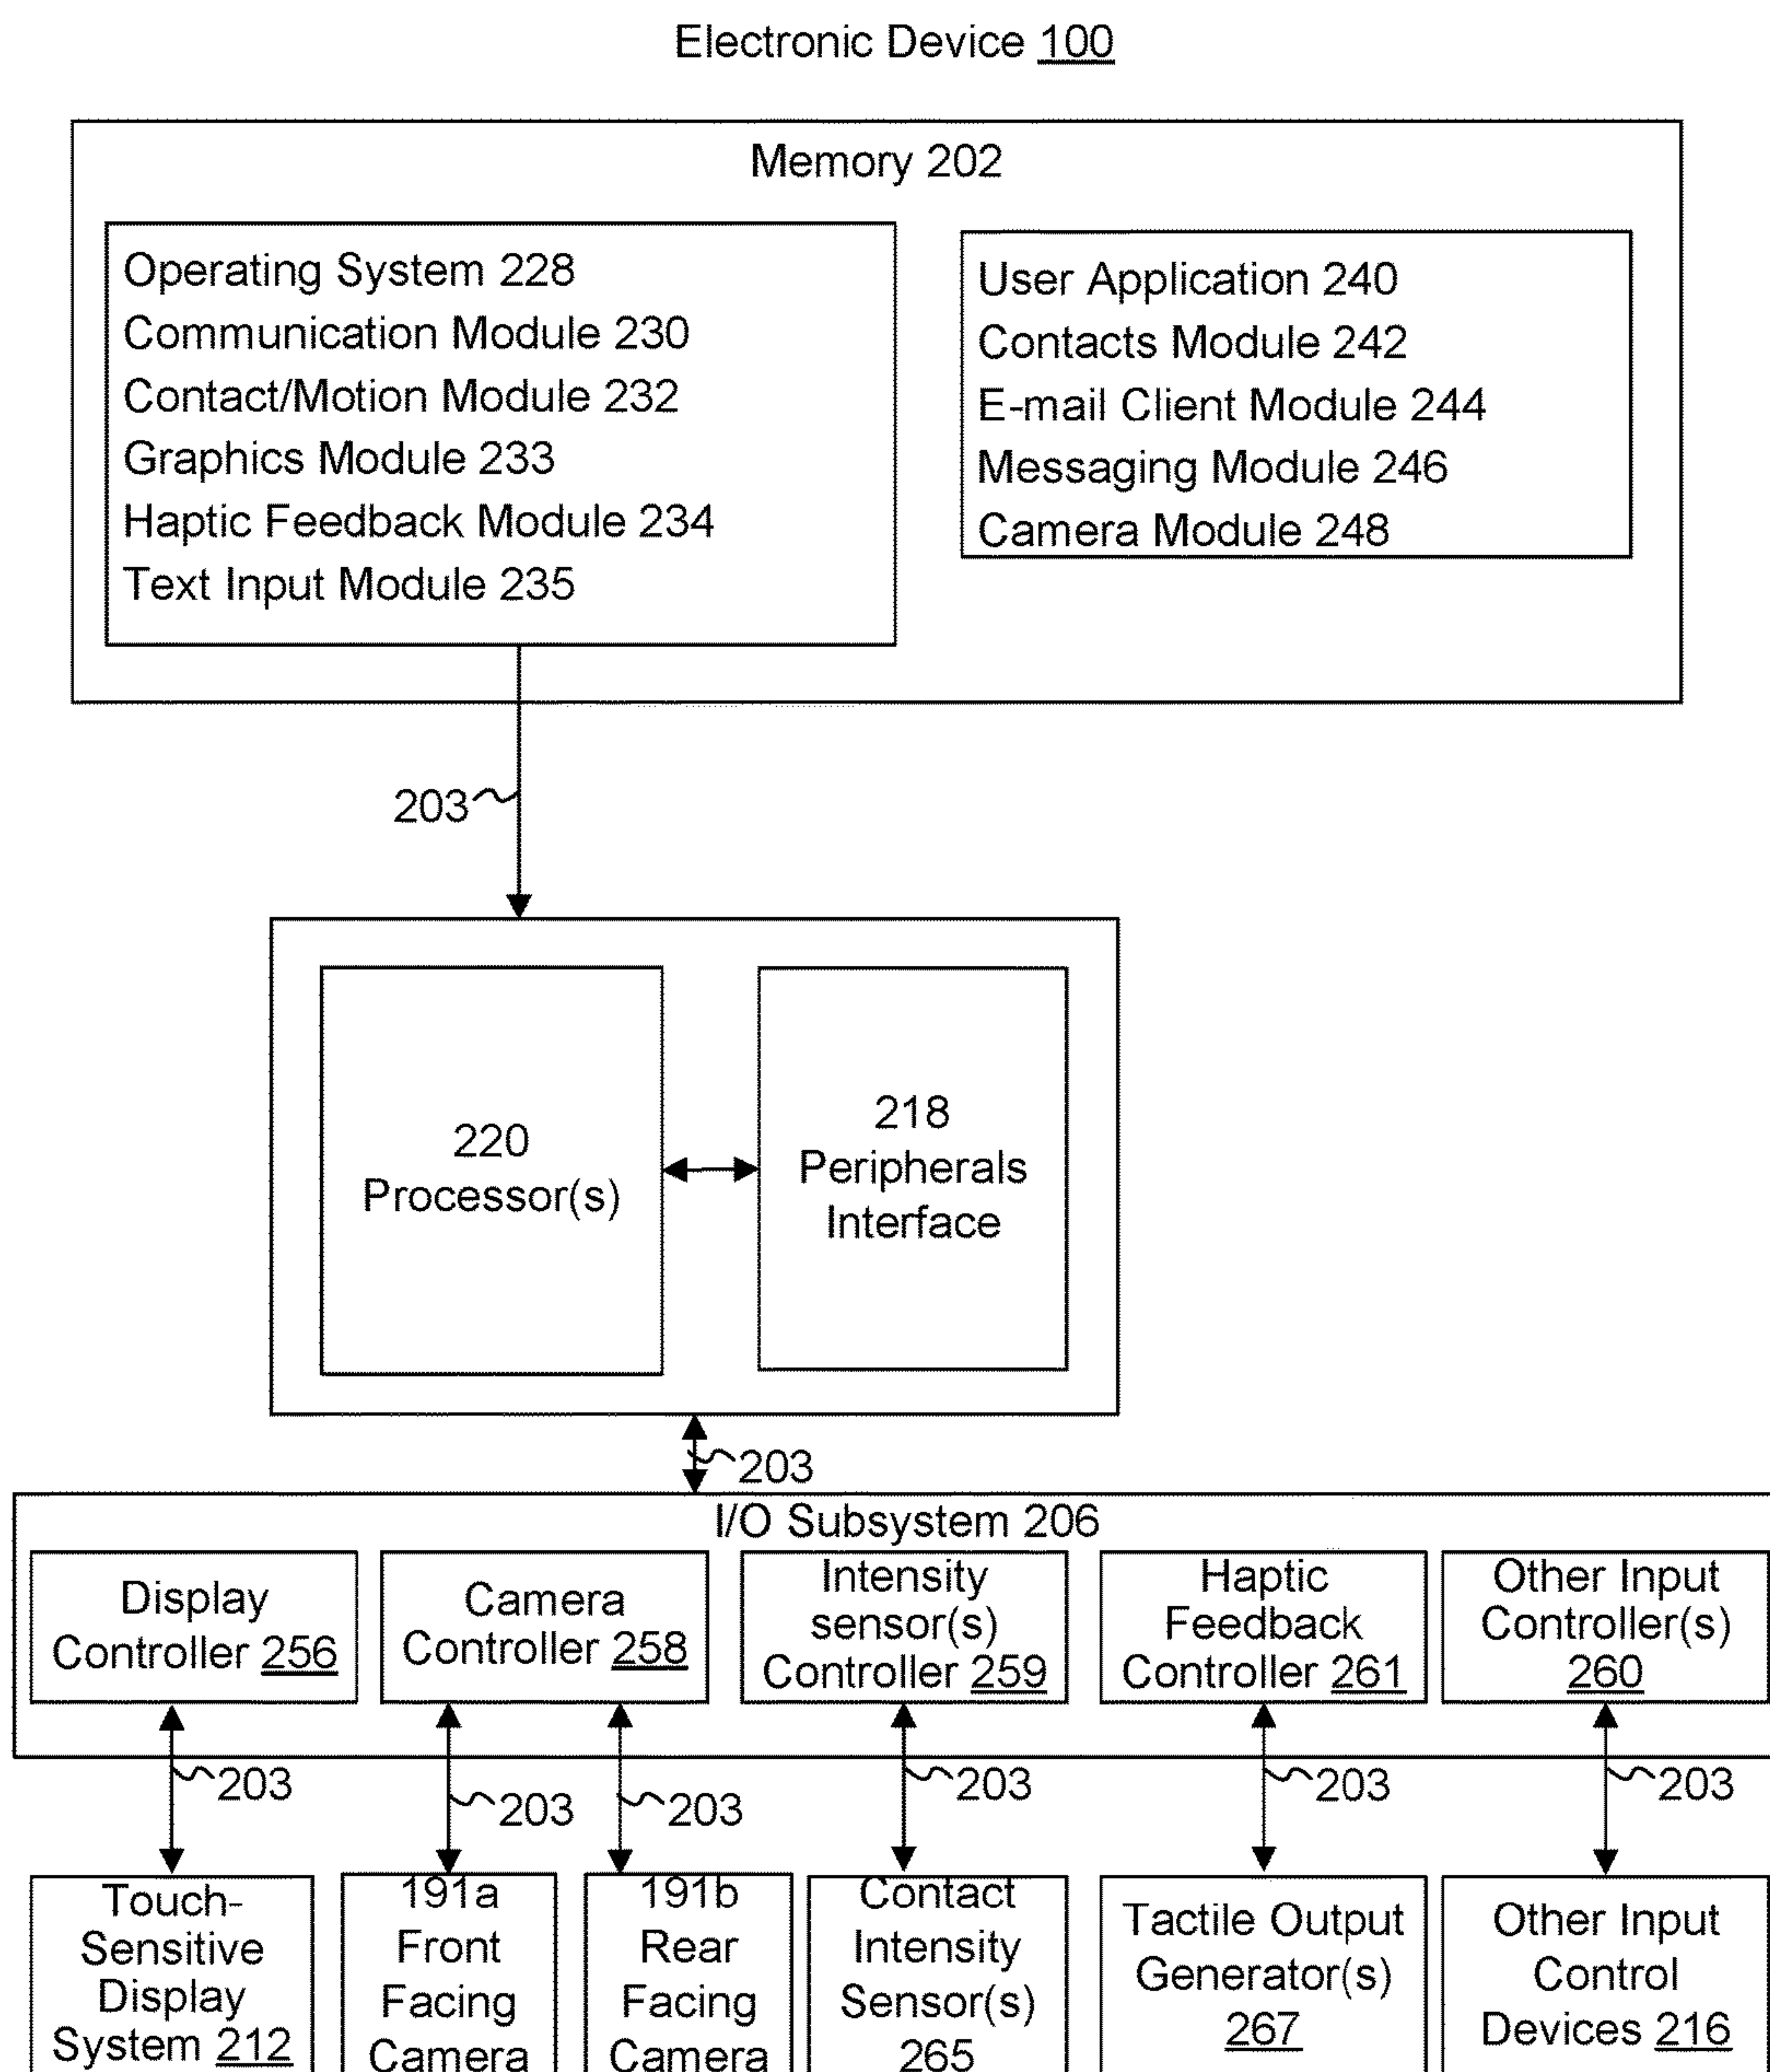 Electronic Device 100
Memory 202
Operating System 228
Communication Module 230
Contact/Motion Module 232
Graphics Module 233
Haptic Feedback Module 234
Text Input Module 235
User Application 240
Contacts Module 242
E-mail Client Module 244
Messaging Module 246
Camera Module 248
203
220
Processor(s)
218
Peripherals
Interface
203
I/O Subsystem 206
Display
Controller 256
Camera
Controller 258
Intensity
sensor(s)
Controller 259
Haptic
Feedback
Controller 261
Other Input
Controller(s)
260
203
203
203
203
203
203
Touch-
Sensitive
Display
System 212
191a
Front
Facing
Camera
191b
Rear
Facing
Camera
Contact
Intensity
Sensor(s)
265
Tactile Output
Generator(s)
267
Other Input
Control
Devices 216